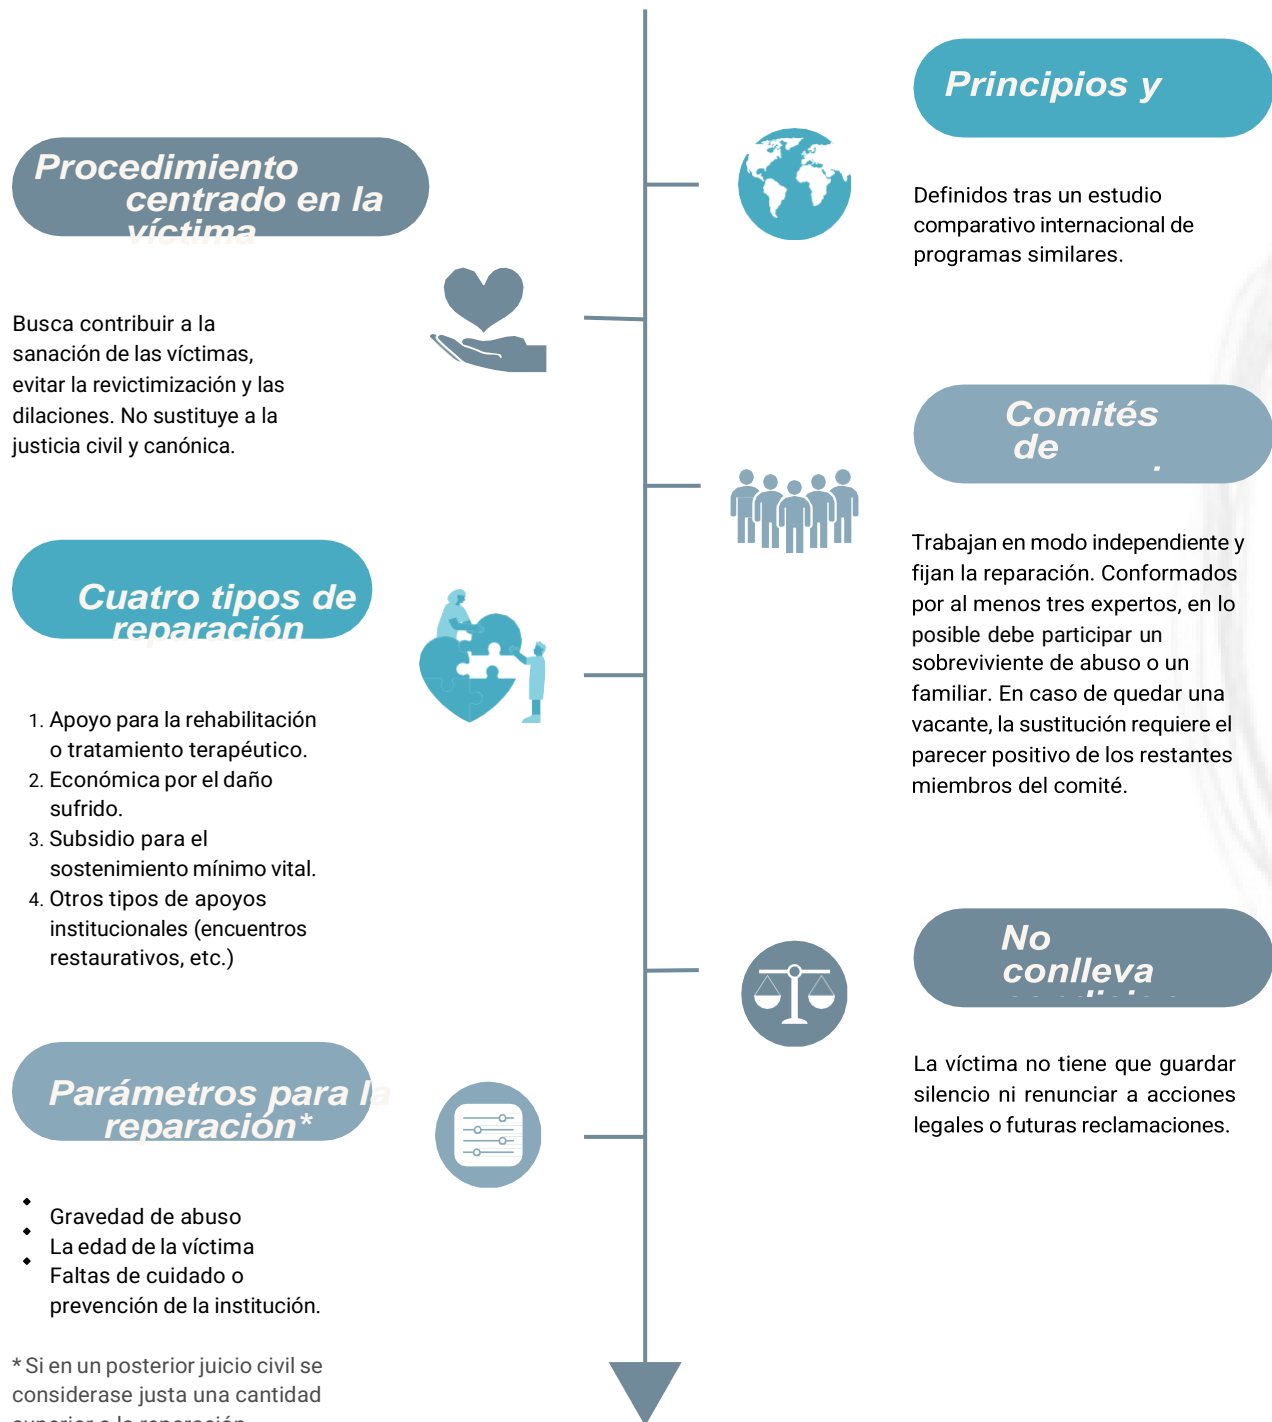 Principios y
Definidos tras un estudio
comparativo internacional de
programas similares.
Procedimiento
centrado en la
víctima
Busca contribuir a la
sanación de las víctimas,
evitar la revictimización y las
dilaciones. No sustituye a la
justicia civil y canónica.
Comités
de
Trabajan en modo independiente y
fijan la reparación. Conformados
por al menos tres expertos, en lo
posible debe participar un
sobreviviente de abuso o un
familiar. En caso de quedar una
vacante, la sustitución requiere el
parecer positivo de los restantes
miembros del comité.
Cuatro tipos de
reparación
1. Apoyo para la rehabilitación
o tratamiento terapéutico.
2. Económica por el daño
sufrido.
3. Subsidio para el
sostenimiento mínimo vital.
4. Otros tipos de apoyos
institucionales (encuentros
restaurativos, etc.)
No
conlleva
La víctima no tiene que guardar
silencio ni renunciar a acciones
legales o futuras reclamaciones.
Parámetros para la
reparación*
Gravedad de abuso
La edad de la víctima
Faltas de cuidado o
prevención de la institución.
* Si en un posterior juicio civil se
considerase justa una cantidad
superior a la reparación